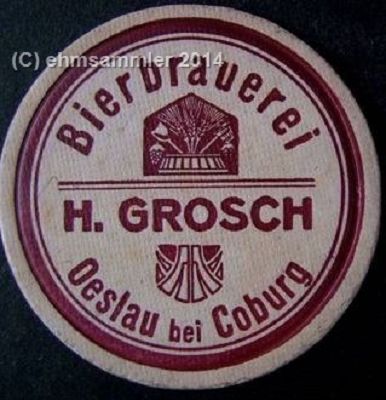 (C) ehmsammler 2014
Bierbrauerei
H. GROSCH
Oeslau bei Coburg